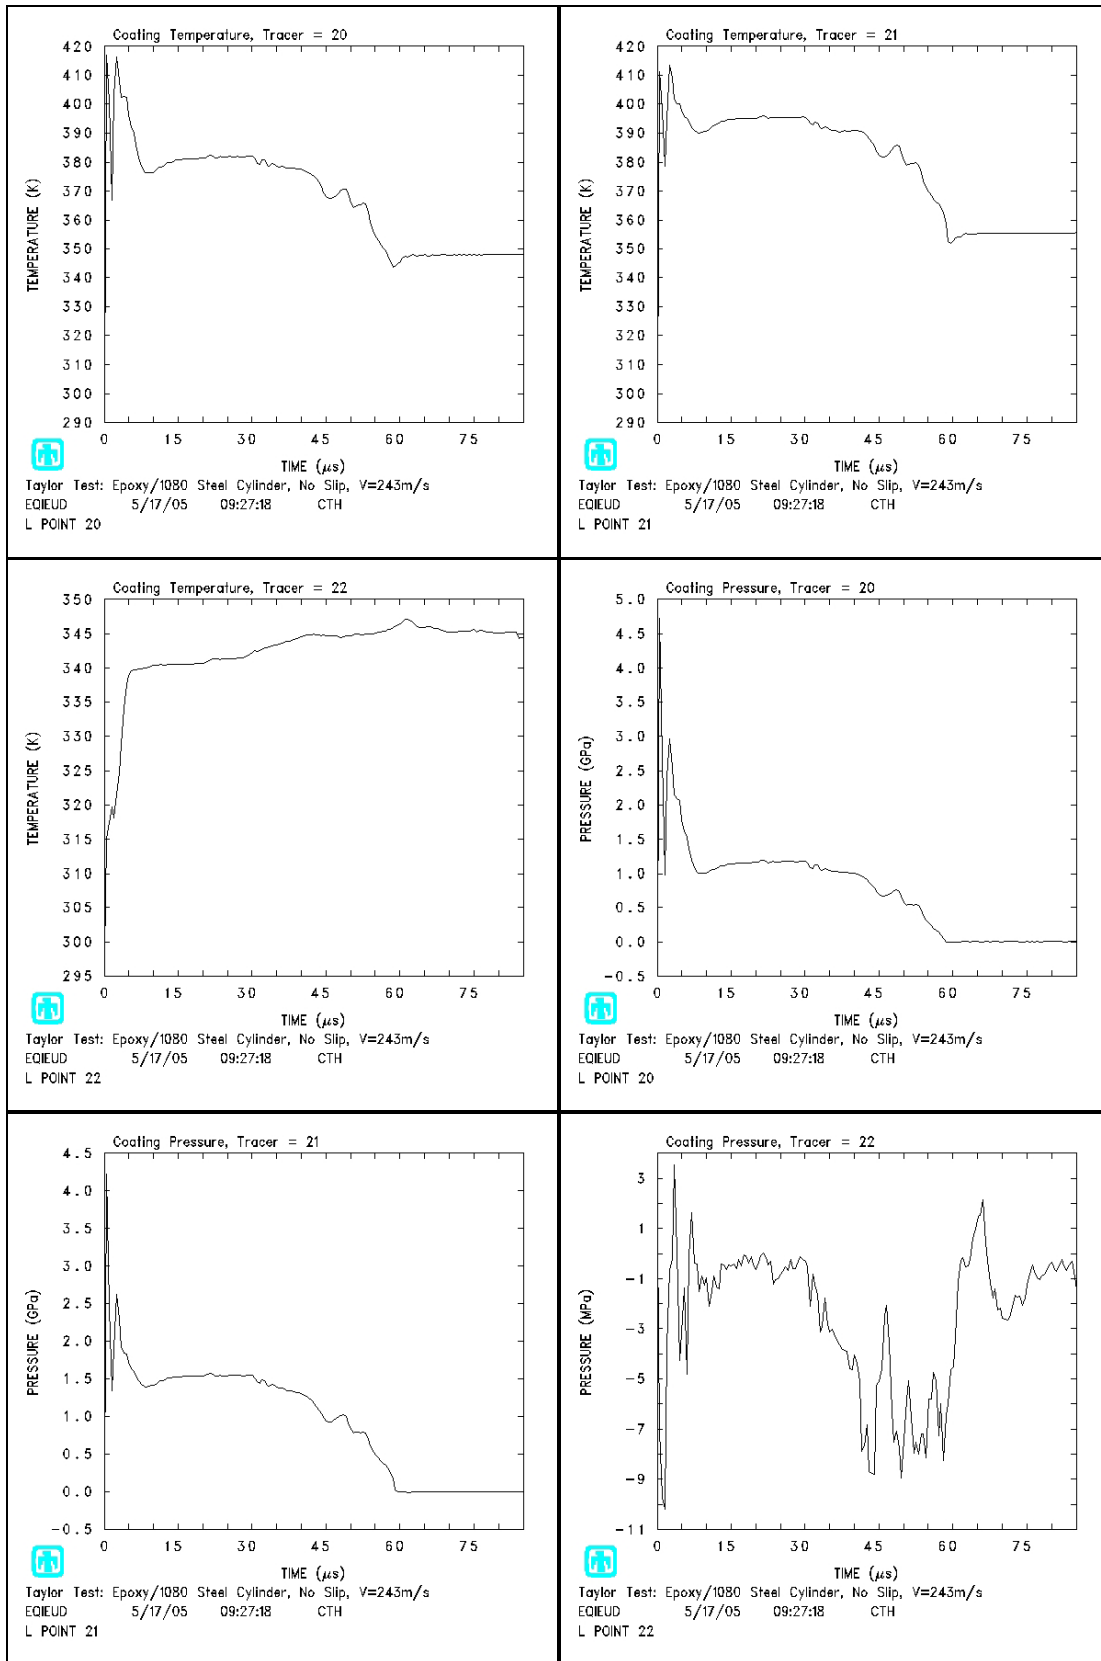 Coating Temperature, Tracer = 20
420
410
400
390
380
370
360
350
340
330
320
310
300
290
TEMPERATURE (K)
0 15 30 45 60 75
TIME (μs)
Taylor Test: Epoxy/1080 Steel Cylinder, No Slip, V=243m/s
EQIEUD 5/17/05 09:27:18 CTH
L POINT 20
Coating Temperature, Tracer = 21
420
410
400
390
380
370
360
350
340
330
320
310
300
290
TEMPERATURE (K)
0 15 30 45 60 75
TIME (μs)
Taylor Test: Epoxy/1080 Steel Cylinder, No Slip, V=243m/s
EQIEUD 5/17/05 09:27:18 CTH
L POINT 21
Coating Temperature, Tracer = 22
350
345
340
335
330
325
320
315
310
305
300
295
TEMPERATURE (K)
0 15 30 45 60 75
TIME (μs)
Taylor Test: Epoxy/1080 Steel Cylinder, No Slip, V=243m/s
EQIEUD 5/17/05 09:27:18 CTH
L POINT 22
Coating Pressure, Tracer = 20
5.0
4.5
4.0
3.5
3.0
2.5
2.0
1.5
1.0
0.5
0.0
-0.5
PRESSURE (GPa)
0 15 30 45 60 75
TIME (μs)
Taylor Test: Epoxy/1080 Steel Cylinder, No Slip, V=243m/s
EQIEUD 5/17/05 09:27:18 CTH
L POINT 20
Coating Pressure, Tracer = 21
4.5
4.0
3.5
3.0
2.5
2.0
1.5
1.0
0.5
0.0
-0.5
PRESSURE (GPa)
0 15 30 45 60 75
TIME (μs)
Taylor Test: Epoxy/1080 Steel Cylinder, No Slip, V=243m/s
EQIEUD 5/17/05 09:27:18 CTH
L POINT 21
Coating Pressure, Tracer = 22
3
1
-1
-3
-5
-7
-9
-11
PRESSURE (MPa)
0 15 30 45 60 75
TIME (μs)
Taylor Test: Epoxy/1080 Steel Cylinder, No Slip, V=243m/s
EQIEUD 5/17/05 09:27:18 CTH
L POINT 22